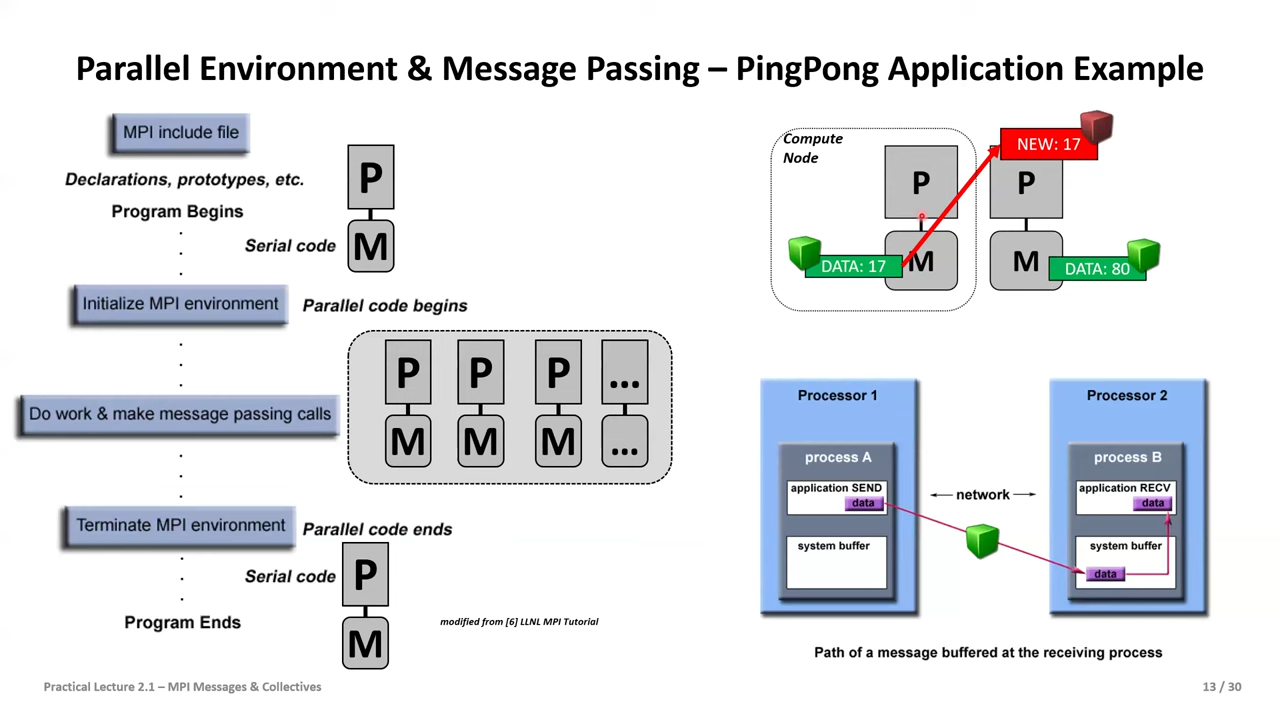 Parallel Environment & Message Passing – PingPong Application Example
MPI include file
Declarations, prototypes, etc.
Program Begins
Serial code
P
M
Initialize MPI environment
Parallel code begins
P P P ...
M M M ...
Do work & make message passing calls
Terminate MPI environment
Parallel code ends
Serial code
P
M
Program Ends
modified from [6] LLNL MPI Tutorial
Compute
Node
P
M
DATA: 17
NEW: 17
P
M
DATA: 80
Processor 1
process A
application SEND
data
system buffer
network
Processor 2
process B
application RECV
data
system buffer
data
Path of a message buffered at the receiving process
Practical Lecture 2.1 – MPI Messages & Collectives
13 / 30